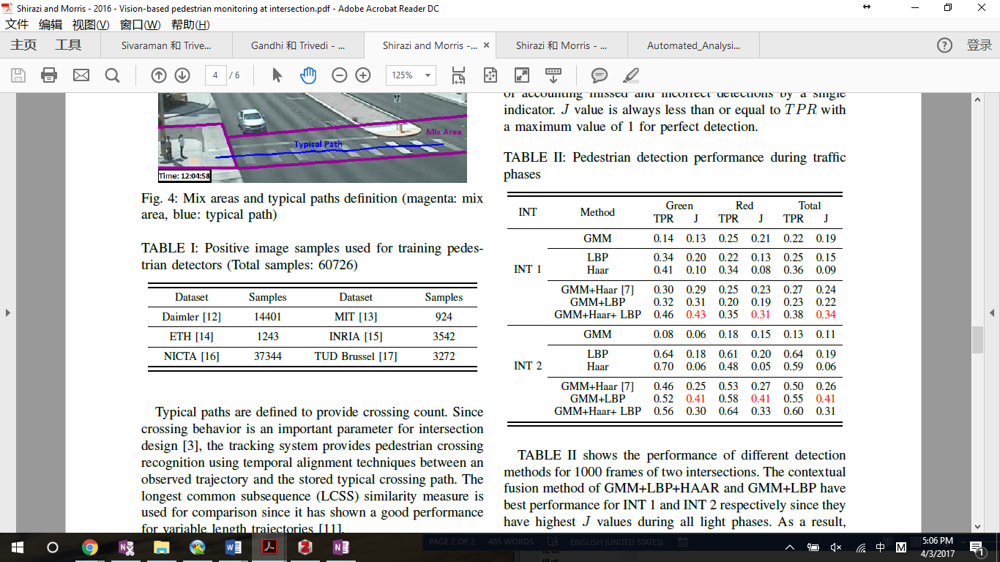 Shirazi and Morris - 2016 - Vision-based pedestrian monitoring at intersection.pdf - Adobe Acrobat Reader DC
文件 编辑 视图(V) 窗口(W) 帮助(H)
主页 工具 Sivaraman 和 Trive... Gandhi 和 Trivedi - ... Shirazi and Morris -... × Shirazi 和 Morris - ... Automated_Analysi... 登录
4 / 6 125%
Mix Area
Typical Path
Time: 12:04:58
Fig. 4: Mix areas and typical paths definition (magenta: mix
area, blue: typical path)
TABLE I: Positive image samples used for training pedes-
trian detectors (Total samples: 60726)
Dataset Samples Dataset Samples
Daimler [12] 14401 MIT [13] 924
ETH [14] 1243 INRIA [15] 3542
NICTA [16] 37344 TUD Brussel [17] 3272
Typical paths are defined to provide crossing count. Since
crossing behavior is an important parameter for intersection
design [3], the tracking system provides pedestrian crossing
recognition using temporal alignment techniques between an
observed trajectory and the stored typical crossing path. The
longest common subsequence (LCSS) similarity measure is
used for comparison since it has shown a good performance
for variable length trajectories [11].
of accounting missed and incorrect detections by a single
indicator. J value is always less than or equal to TPR with
a maximum value of 1 for perfect detection.
TABLE II: Pedestrian detection performance during traffic
phases
INT Method Green Red Total
TPR J TPR J TPR J
GMM 0.14 0.13 0.25 0.21 0.22 0.19
LBP 0.34 0.20 0.22 0.13 0.25 0.15
INT 1
Haar 0.41 0.10 0.34 0.08 0.36 0.09
GMM+Haar [7] 0.30 0.29 0.25 0.23 0.27 0.24
GMM+LBP 0.32 0.31 0.20 0.19 0.23 0.22
GMM+Haar+ LBP 0.46 0.43 0.35 0.31 0.38 0.34
GMM 0.08 0.06 0.18 0.15 0.13 0.11
LBP 0.64 0.18 0.61 0.20 0.64 0.19
INT 2
Haar 0.70 0.06 0.48 0.05 0.59 0.06
GMM+Haar [7] 0.46 0.25 0.53 0.27 0.50 0.26
GMM+LBP 0.52 0.41 0.58 0.41 0.55 0.41
GMM+Haar+ LBP 0.56 0.30 0.64 0.33 0.60 0.31
TABLE II shows the performance of different detection
methods for 1000 frames of two intersections. The contextual
fusion method of GMM+LBP+HAAR and GMM+LBP have
best performance for INT 1 and INT 2 respectively since they
have highest J values during all light phases. As a result,
PAGE 2 OF 2 485 WORDS ENGLISH (UNITED STATES)
中 M 5:06 PM
4/3/2017
1